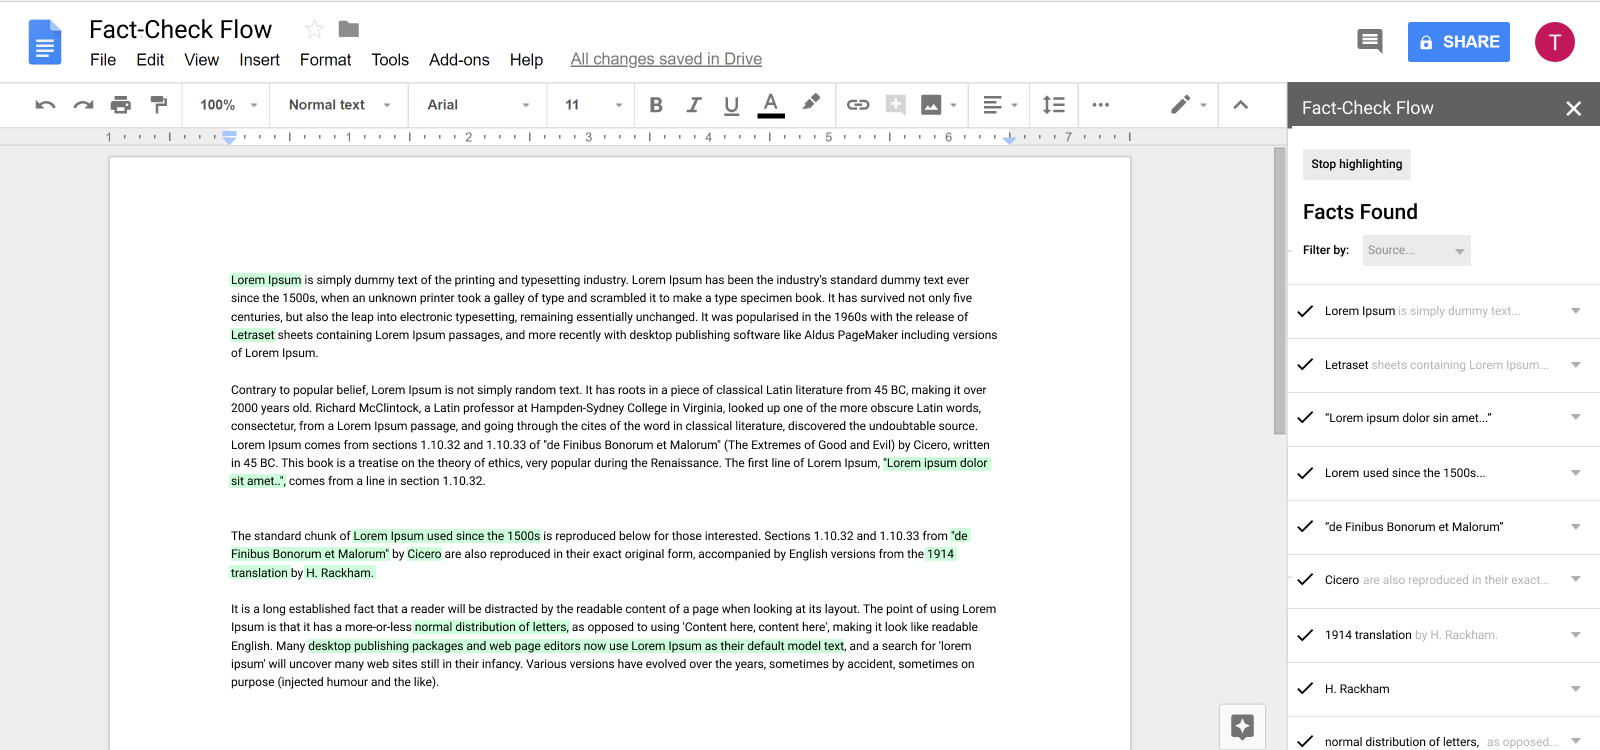 Fact-Check Flow
File Edit View Insert Format Tools Add-ons Help All changes saved in Drive
SHARE
T
100% Normal text Arial 11 B I U A
Fact-Check Flow
1 1 2 3 4 5 6 7
Stop highlighting
Facts Found
Filter by: Source...
Lorem Ipsum is simply dummy text of the printing and typesetting industry. Lorem Ipsum has been the industry's standard dummy text ever
since the 1500s, when an unknown printer took a galley of type and scrambled it to make a type specimen book. It has survived not only five
centuries, but also the leap into electronic typesetting, remaining essentially unchanged. It was popularised in the 1960s with the release of
Letraset sheets containing Lorem Ipsum passages, and more recently with desktop publishing software like Aldus PageMaker including versions
of Lorem Ipsum.
Contrary to popular belief, Lorem Ipsum is not simply random text. It has roots in a piece of classical Latin literature from 45 BC, making it over
2000 years old. Richard McClintock, a Latin professor at Hampden-Sydney College in Virginia, looked up one of the more obscure Latin words,
consectetur, from a Lorem Ipsum passage, and going through the cites of the word in classical literature, discovered the undoubtable source.
Lorem Ipsum comes from sections 1.10.32 and 1.10.33 of "de Finibus Bonorum et Malorum" (The Extremes of Good and Evil) by Cicero, written
in 45 BC. This book is a treatise on the theory of ethics, very popular during the Renaissance. The first line of Lorem Ipsum, "Lorem ipsum dolor
sit amet..", comes from a line in section 1.10.32.
The standard chunk of Lorem Ipsum used since the 1500s is reproduced below for those interested. Sections 1.10.32 and 1.10.33 from "de
Finibus Bonorum et Malorum" by Cicero are also reproduced in their exact original form, accompanied by English versions from the 1914
translation by H. Rackham.
It is a long established fact that a reader will be distracted by the readable content of a page when looking at its layout. The point of using Lorem
Ipsum is that it has a more-or-less normal distribution of letters, as opposed to using 'Content here, content here', making it look like readable
English. Many desktop publishing packages and web page editors now use Lorem Ipsum as their default model text, and a search for 'lorem
ipsum' will uncover many web sites still in their infancy. Various versions have evolved over the years, sometimes by accident, sometimes on
purpose (injected humour and the like).
Lorem Ipsum is simply dummy text...
Letraset sheets containing Lorem Ipsum...
“Lorem ipsum dolor sin amet...”
Lorem used since the 1500s...
“de Finibus Bonorum et Malorum”
Cicero are also reproduced in their exact...
1914 translation by H. Rackham.
H. Rackham
normal distribution of letters, as opposed...